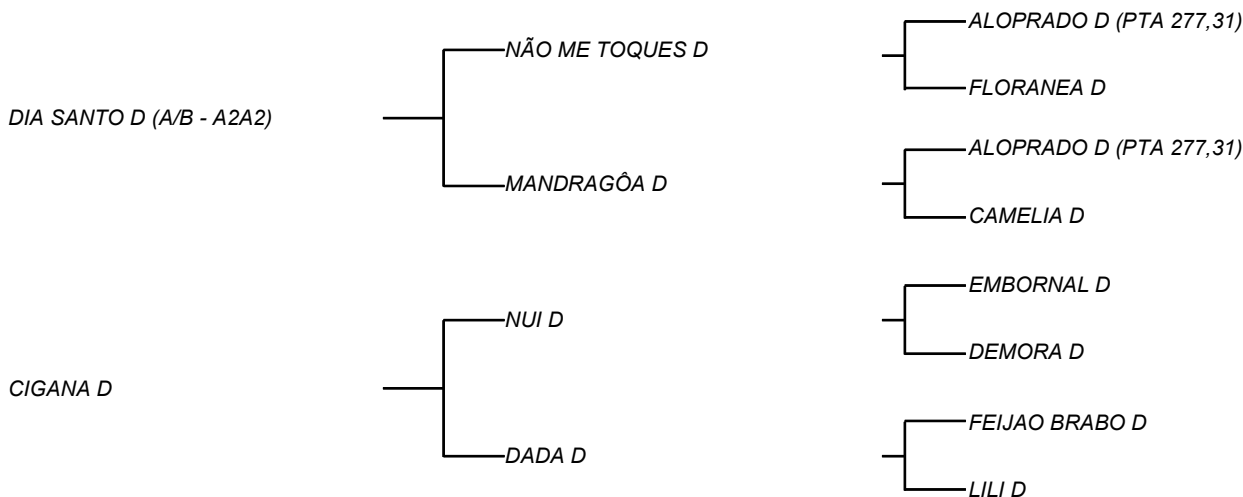 ALOPRADO D (PTA 277,31)
NÃO ME TOQUES D
FLORANEA D
DIA SANTO D (A/B - A2A2)
ALOPRADO D (PTA 277,31)
MANDRAGÔA D
CAMELIA D
EMBORNAL D
NUI D
DEMORA D
CIGANA D
FEIJAO BRABO D
DADA D
LILI D